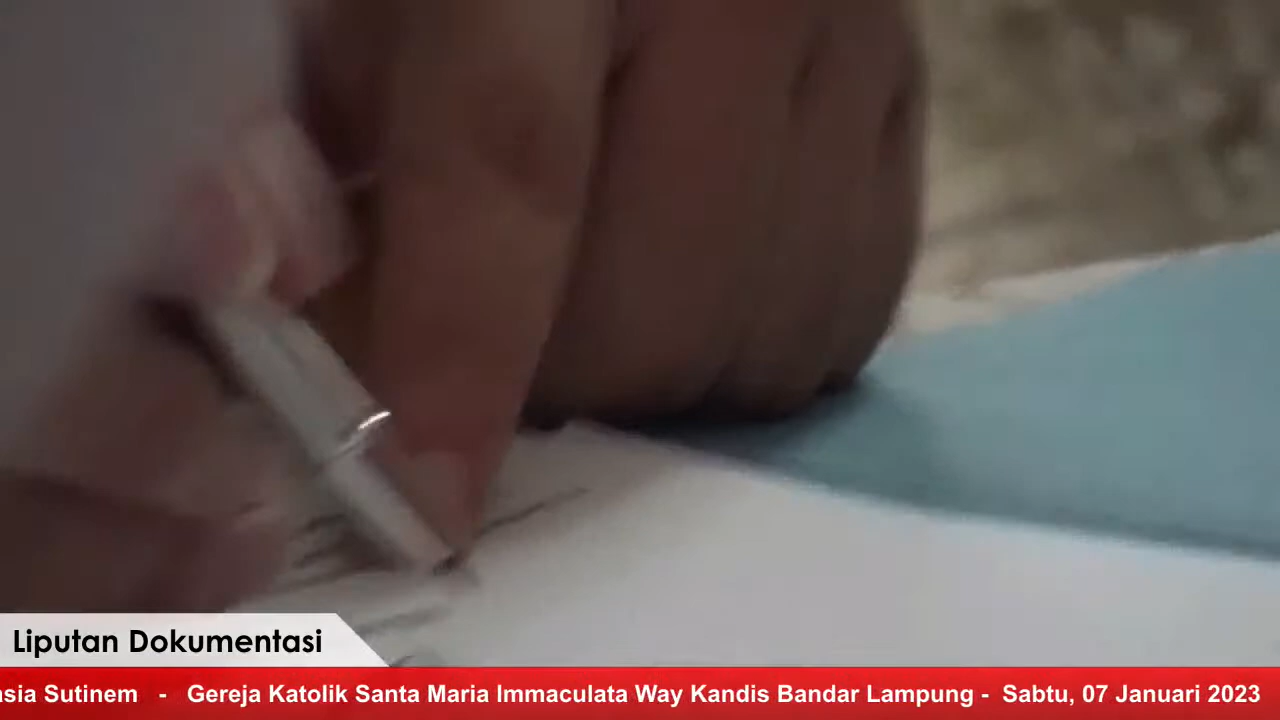 Liputan Dokumentasi
asia Sutinem - Gereja Katolik Santa Maria Immaculata Way Kandis Bandar Lampung - Sabtu, 07 Januari 2023